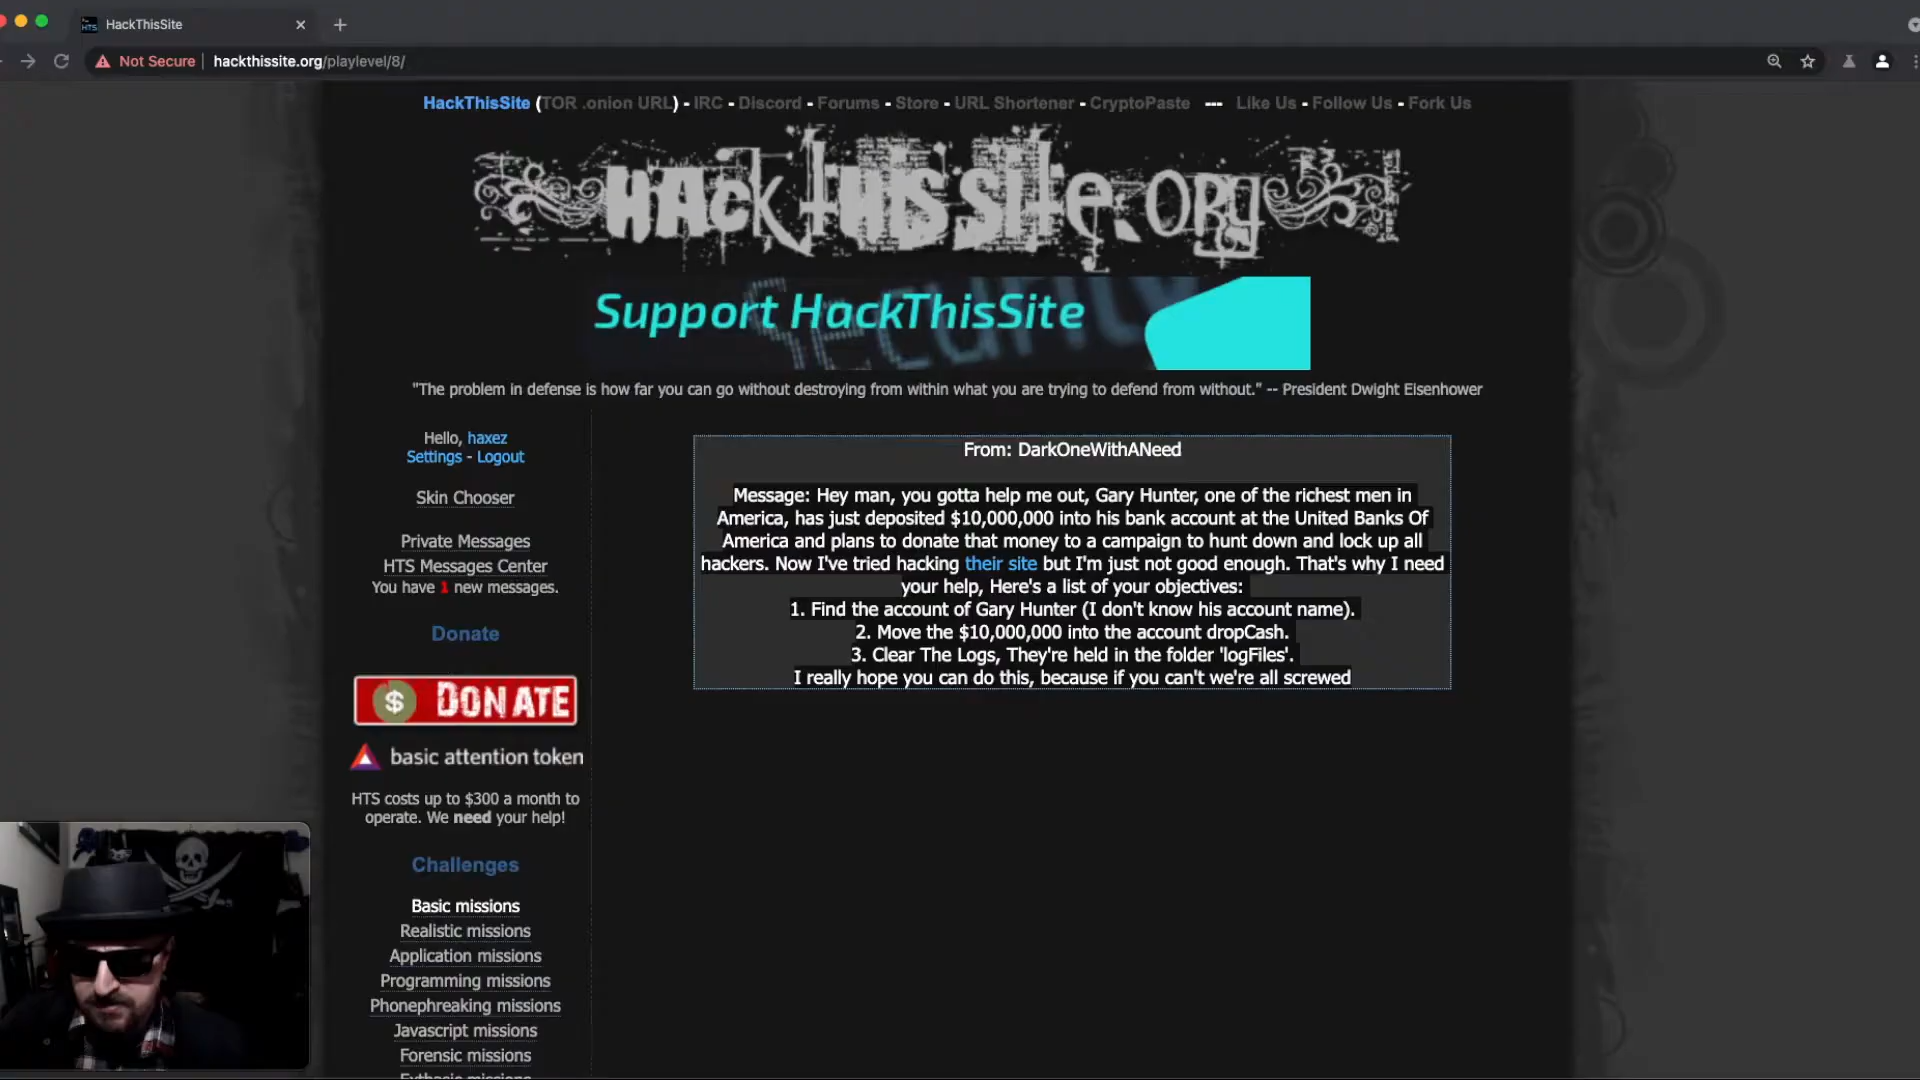 HackThisSite
Not Secure
hackthissite.org/playlevel/8/
HackThisSite (TOR .onion URL) - IRC - Discord - Forums - Store - URL Shortener - CryptoPaste --- Like Us - Follow Us - Fork Us
HAck thIS Site.ORg
Support HackThisSite
Security
"The problem in defense is how far you can go without destroying from within what you are trying to defend from without." -- President Dwight Eisenhower
Hello, haxez
Settings - Logout
Skin Chooser
Private Messages
HTS Messages Center
You have 1 new messages.
Donate
$ DONATE
basic attention token
HTS costs up to $300 a month to
operate. We need your help!
Challenges
Basic missions
Realistic missions
Application missions
Programming missions
Phonephreaking missions
Javascript missions
Forensic missions
Extbasic missions
From: DarkOneWithANeed
Message: Hey man, you gotta help me out, Gary Hunter, one of the richest men in
America, has just deposited $10,000,000 into his bank account at the United Banks Of
America and plans to donate that money to a campaign to hunt down and lock up all
hackers. Now I've tried hacking their site but I'm just not good enough. That's why I need
your help, Here's a list of your objectives:
1. Find the account of Gary Hunter (I don't know his account name).
2. Move the $10,000,000 into the account dropCash.
3. Clear The Logs, They're held in the folder 'logFiles'.
I really hope you can do this, because if you can't we're all screwed